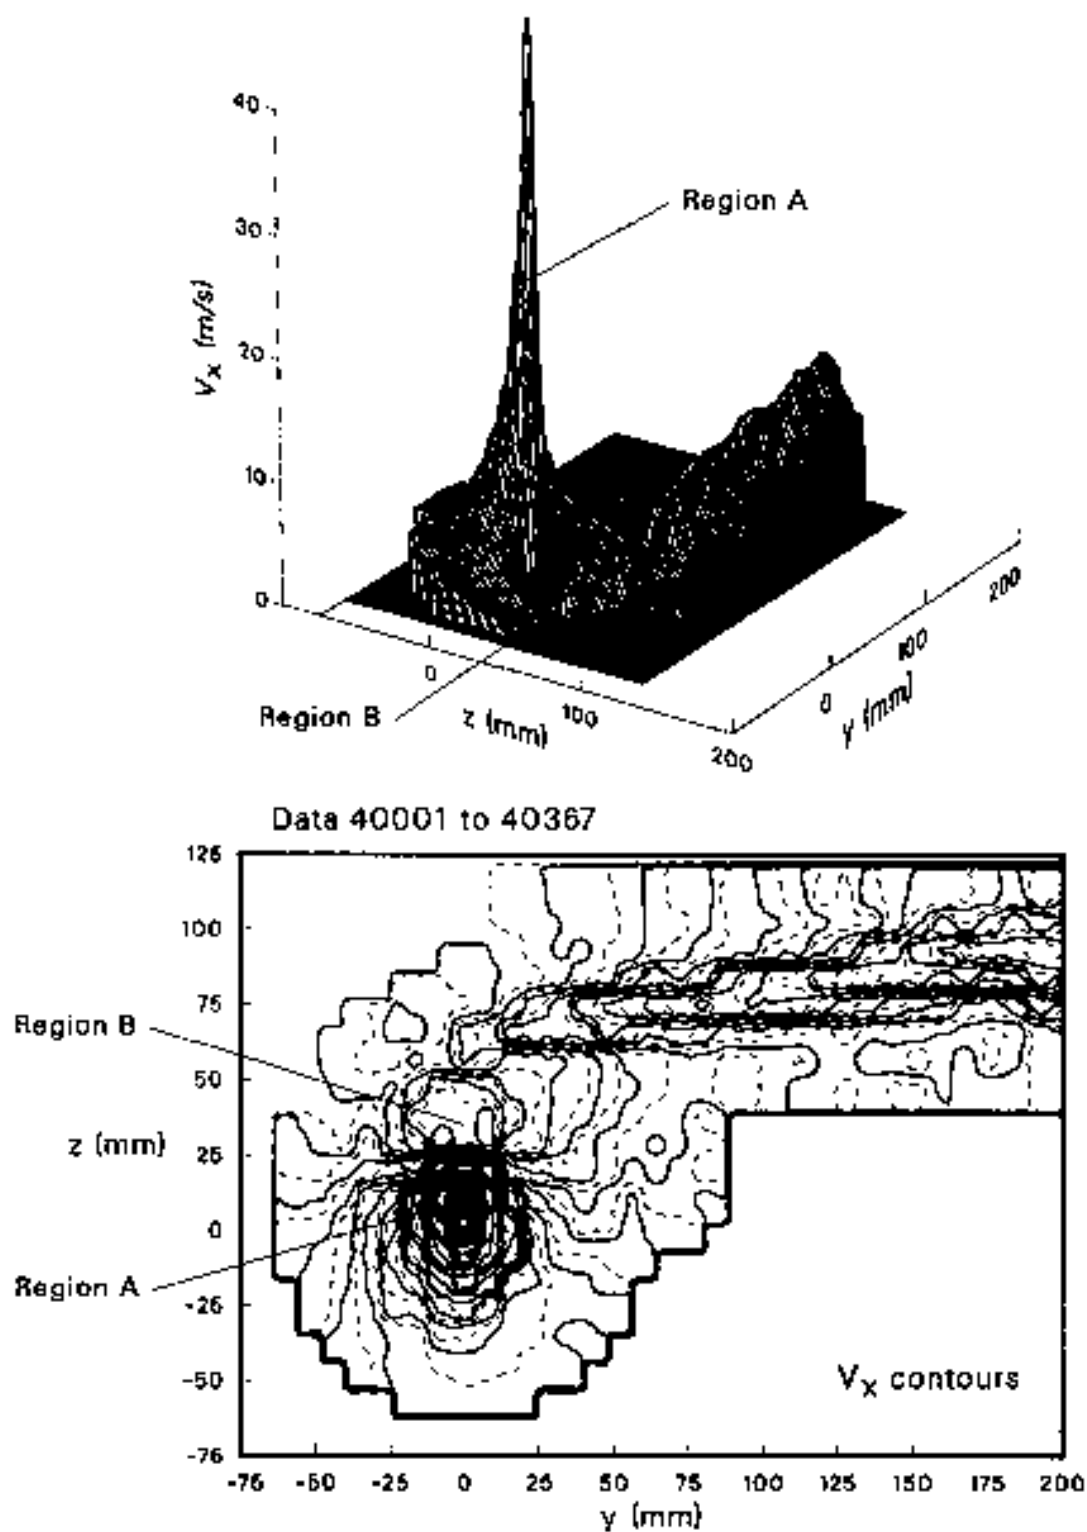 40
Region A
30
Vx (m/s)
20
10
0
0
100
200
z (mm)
0
100
200
y (mm)
Region B
Data 40001 to 40367
125
100
75
Region B
50
z (mm)
25
0
Region A
-25
-50
Vx contours
-75
-75 -50 -25 0 25 50 75 100 125 150 175 200
y (mm)